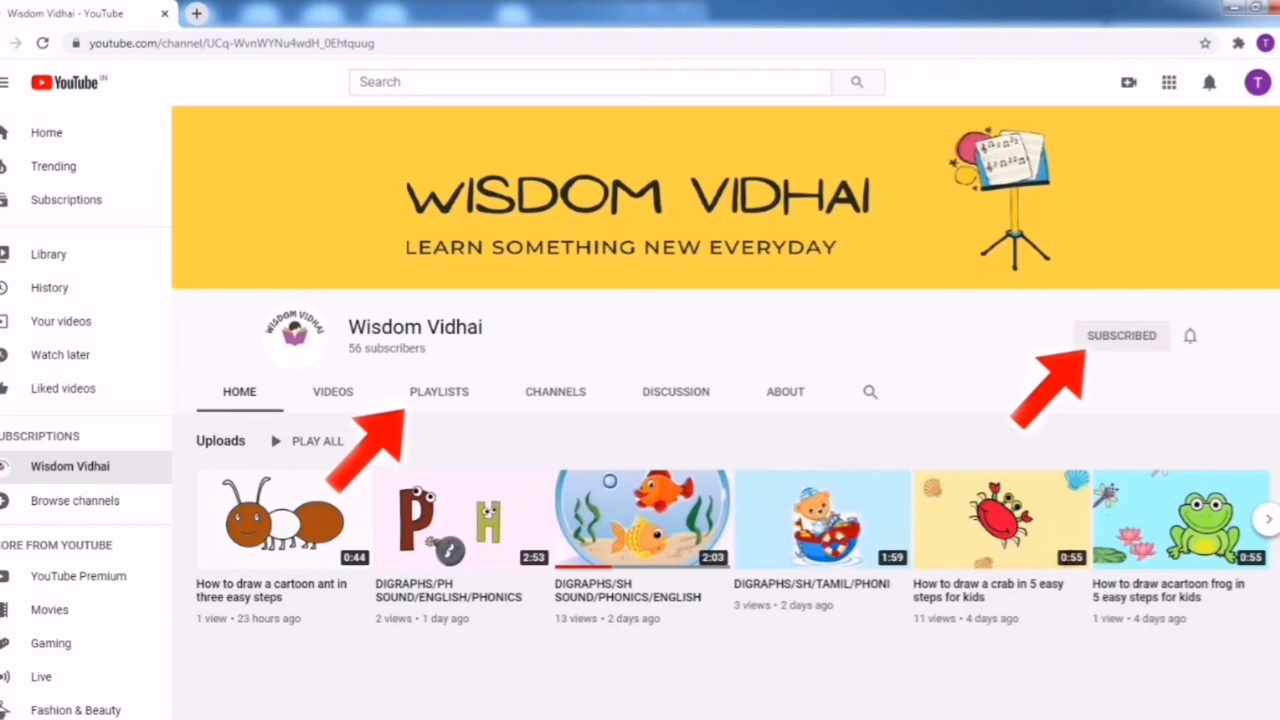 Wisdom Vidhai - YouTube
youtube.com/channel/UCq-WvnWYNu4wdH_0Ehtquug
T
YouTube IN
Search
T
Home
Trending
Subscriptions
Library
History
Your videos
Watch later
Liked videos
UBSCRIPTIONS
Wisdom Vidhai
Browse channels
ORE FROM YOUTUBE
YouTube Premium
Movies
Gaming
Live
Fashion & Beauty
WISDOM VIDHAI
LEARN SOMETHING NEW EVERYDAY
WISDOM VIDHAI
Wisdom Vidhai
56 subscribers
SUBSCRIBED
HOME VIDEOS PLAYLISTS CHANNELS DISCUSSION ABOUT
Uploads PLAY ALL
0:44
How to draw a cartoon ant in
three easy steps
1 view • 23 hours ago
P H
2:53
DIGRAPHS/PH
SOUND/ENGLISH/PHONICS
2 views • 1 day ago
2:03
DIGRAPHS/SH
SOUND/PHONICS/ENGLISH
13 views • 2 days ago
1:59
DIGRAPHS/SH/TAMIL/PHONI
3 views • 2 days ago
0:55
How to draw a crab in 5 easy
steps for kids
11 views • 4 days ago
0:55
How to draw acartoon frog in
5 easy steps for kids
1 view • 4 days ago